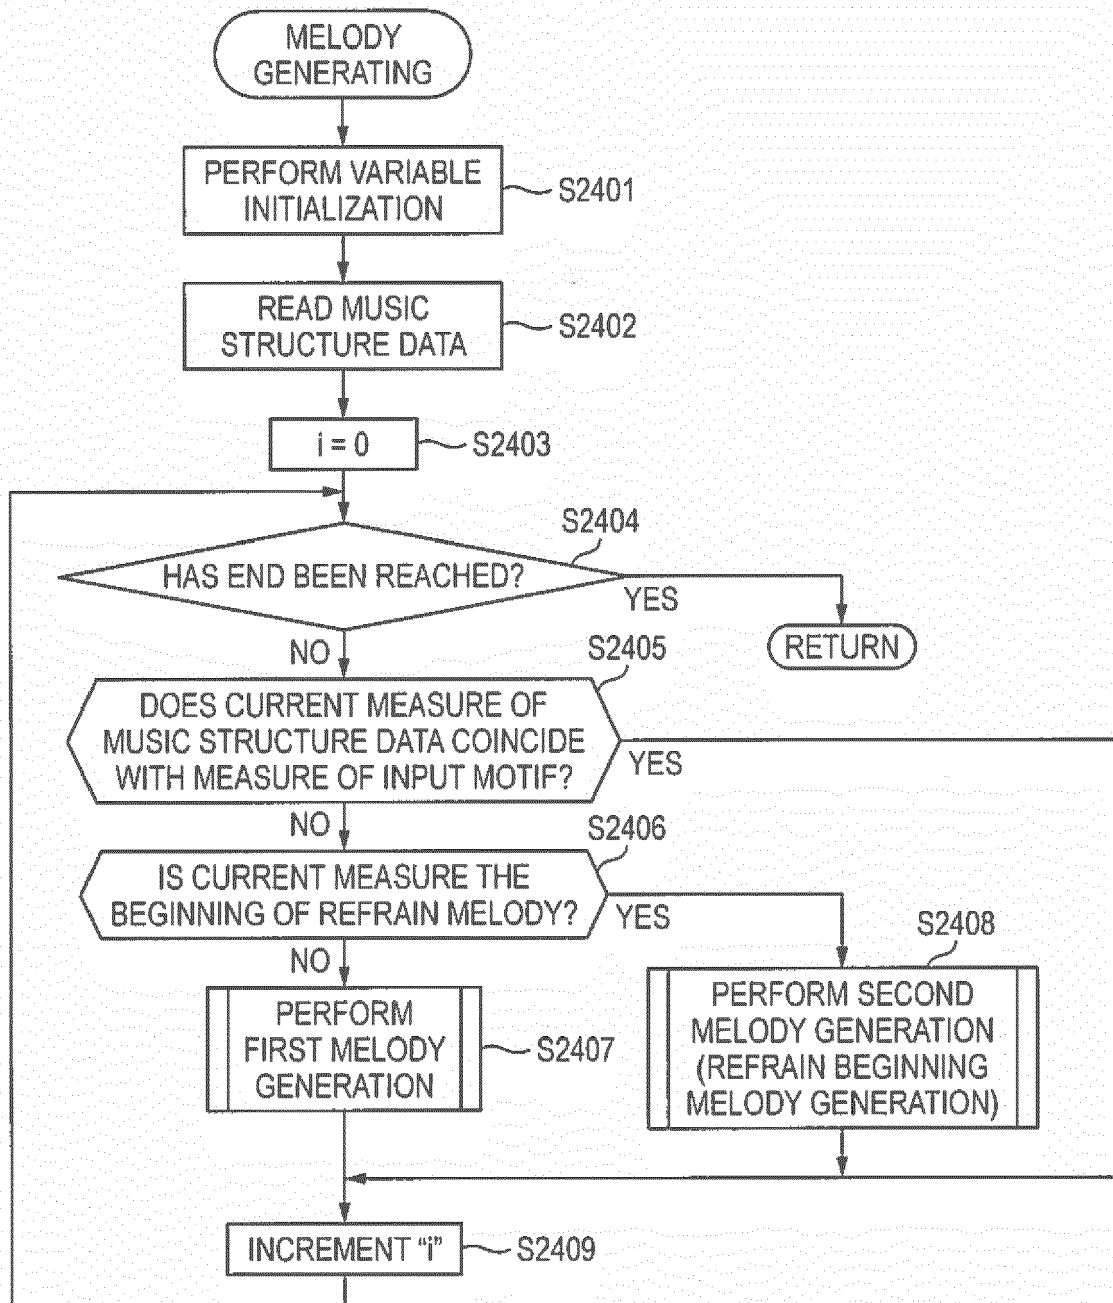 MELODY
GENERATING
PERFORM VARIABLE
INITIALIZATION
S2401
READ MUSIC
STRUCTURE DATA
S2402
i = 0
S2403
S2404
HAS END BEEN REACHED?
YES
RETURN
NO
S2405
DOES CURRENT MEASURE OF
MUSIC STRUCTURE DATA COINCIDE
WITH MEASURE OF INPUT MOTIF?
YES
NO
S2406
IS CURRENT MEASURE THE
BEGINNING OF REFRAIN MELODY?
YES
NO
S2408
PERFORM
FIRST MELODY
GENERATION
S2407
PERFORM SECOND
MELODY GENERATION
(REFRAIN BEGINNING
MELODY GENERATION)
INCREMENT “i”
S2409